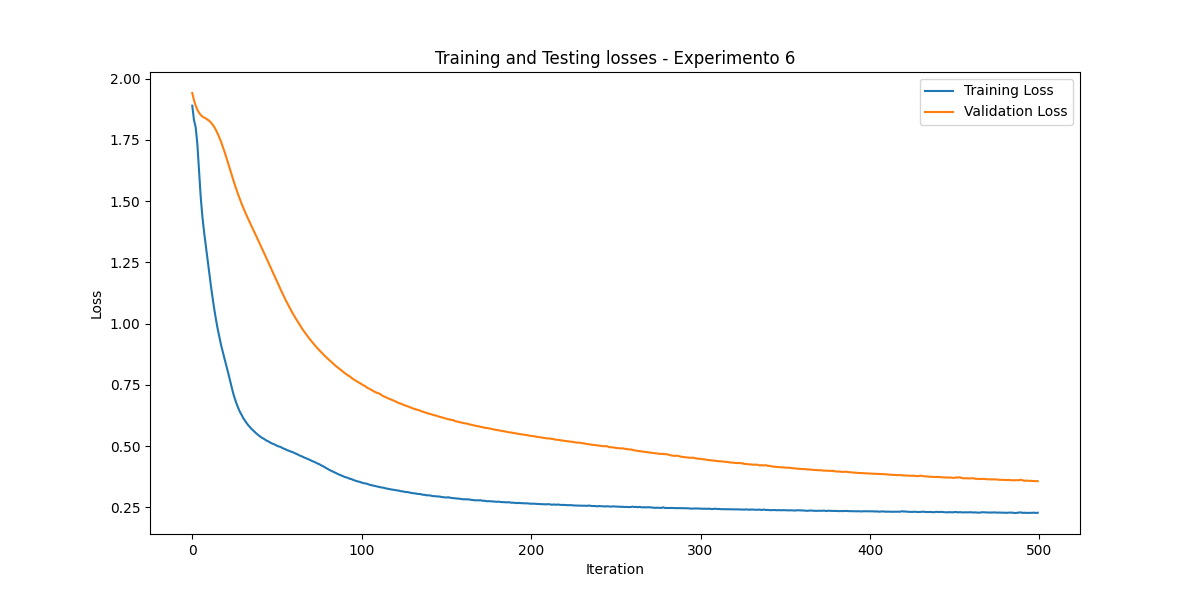 Training and Testing losses - Experimento 6
Training Loss
Validation Loss
Loss
2.00
1.75
1.50
1.25
1.00
0.75
0.50
0.25
0 100 200 300 400 500
Iteration